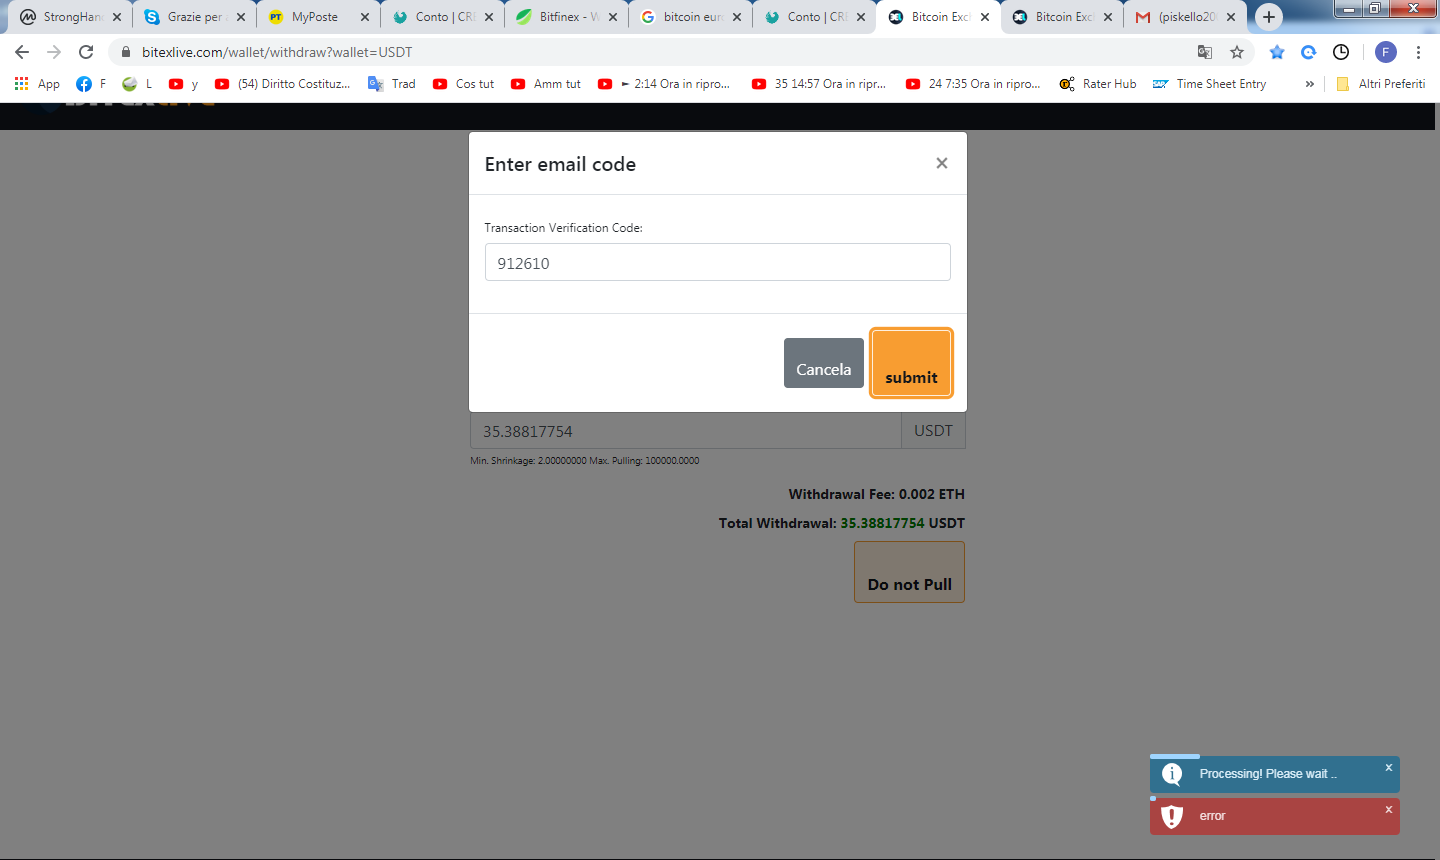 StrongHan
Grazie per a
MyPoste
Conto | CRE
Bitfinex - W
bitcoin euro
Conto | CRE
Bitcoin Exc
Bitcoin Exc
(piskello20
bitexlive.com/wallet/withdraw?wallet=USDT
F
App
F
L
y
(54) Diritto Costituz...
Trad
Cos tut
Amm tut
► 2:14 Ora in ripro...
35 14:57 Ora in ripr...
24 7:35 Ora in ripro...
Rater Hub
Time Sheet Entry
»
Altri Preferiti
Enter email code
×
Transaction Verification Code:
912610
Cancela
submit
35.38817754
USDT
Min. Shrinkage: 2.00000000 Max. Pulling: 100000.0000
Withdrawal Fee: 0.002 ETH
Total Withdrawal: 35.38817754 USDT
Do not Pull
Processing! Please wait ..
×
error
×